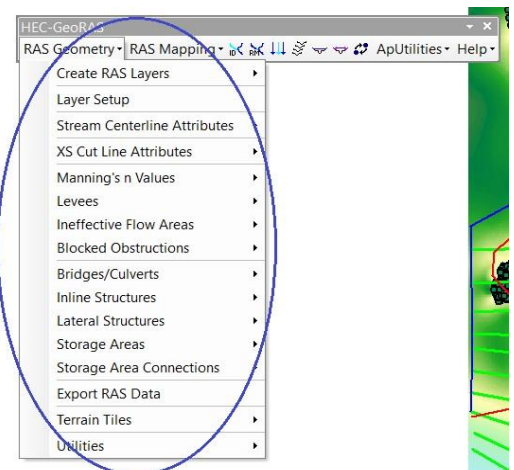 HEC-GeoRAS
RAS Geometry RAS Mapping ApUtilities Help
Create RAS Layers
Layer Setup
Stream Centerline Attributes
XS Cut Line Attributes
Manning's n Values
Levees
Ineffective Flow Areas
Blocked Obstructions
Bridges/Culverts
Inline Structures
Lateral Structures
Storage Areas
Storage Area Connections
Export RAS Data
Terrain Tiles
Utilities